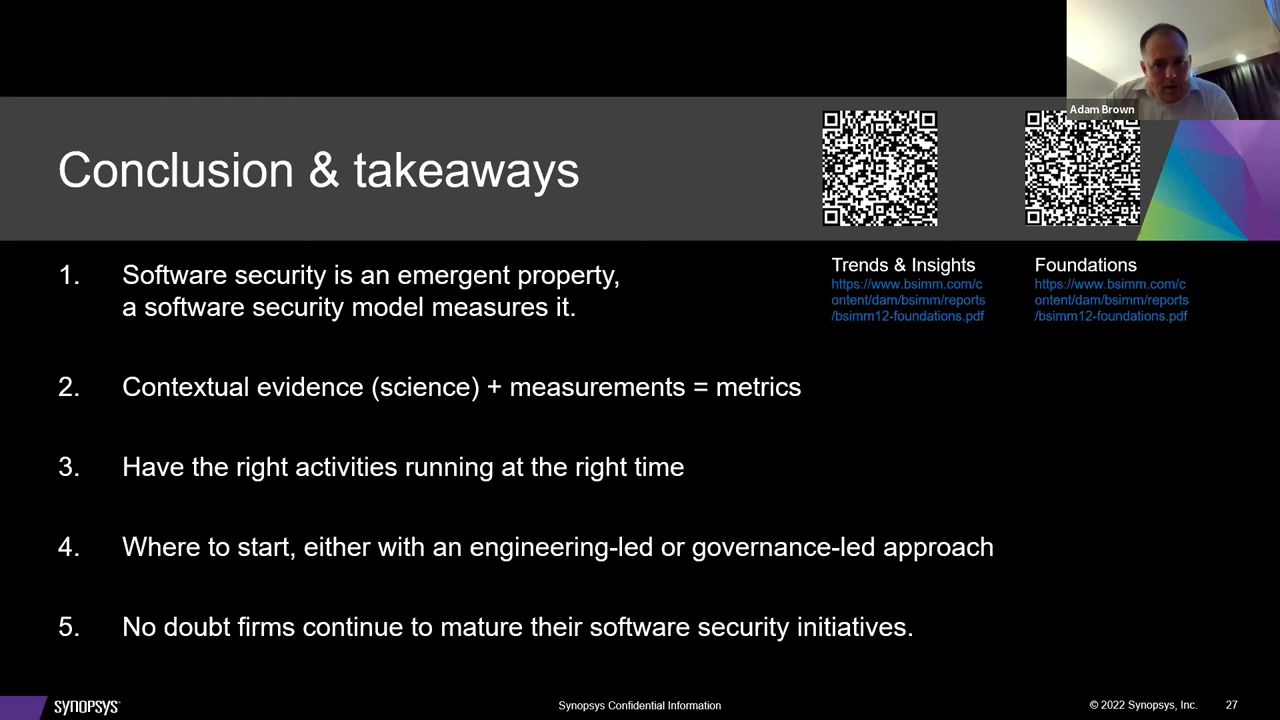 Adam Brown
Conclusion & takeaways
1. Software security is an emergent property,
a software security model measures it.
Trends & Insights
https://www.bsimm.com/c
ontent/dam/bsimm/reports
/bsimm12-foundations.pdf
Foundations
https://www.bsimm.com/c
ontent/dam/bsimm/reports
/bsimm12-foundations.pdf
2. Contextual evidence (science) + measurements = metrics
3. Have the right activities running at the right time
4. Where to start, either with an engineering-led or governance-led approach
5. No doubt firms continue to mature their software security initiatives.
SYNOPSYS
Synopsys Confidential Information
© 2022 Synopsys, Inc. 27